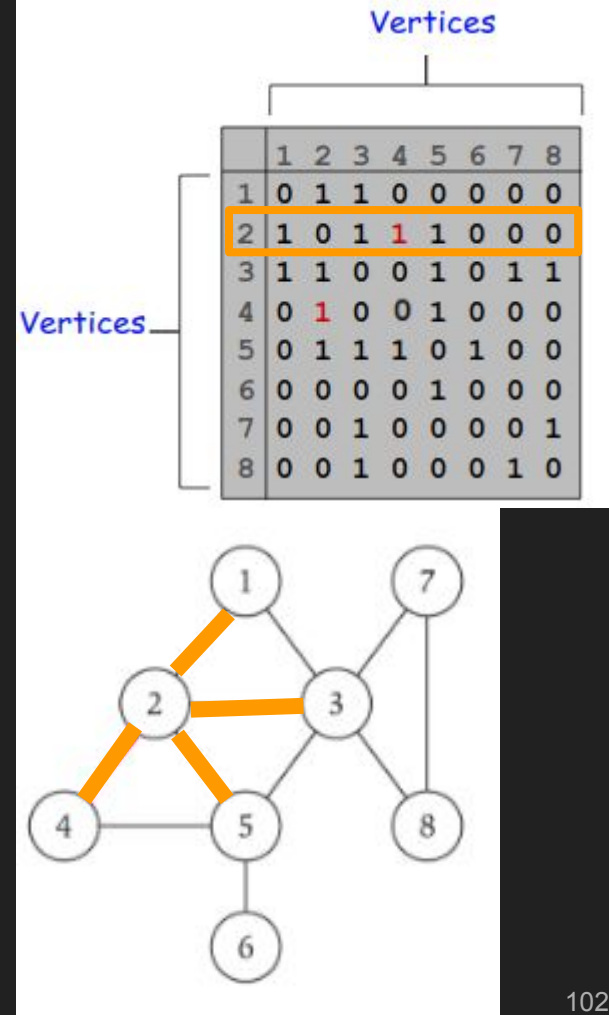 Vertices
1 2 3 4 5 6 7 8
1 0 1 1 0 0 0 0 0
2 1 0 1 1 1 0 0 0
3 1 1 0 0 1 0 1 1
Vertices
4 0 1 0 0 1 0 0 0
5 0 1 1 1 0 1 0 0
6 0 0 0 0 1 0 0 0
7 0 0 1 0 0 0 0 1
8 0 0 1 0 0 0 1 0
1 7
2 3
4 5 8
6
102